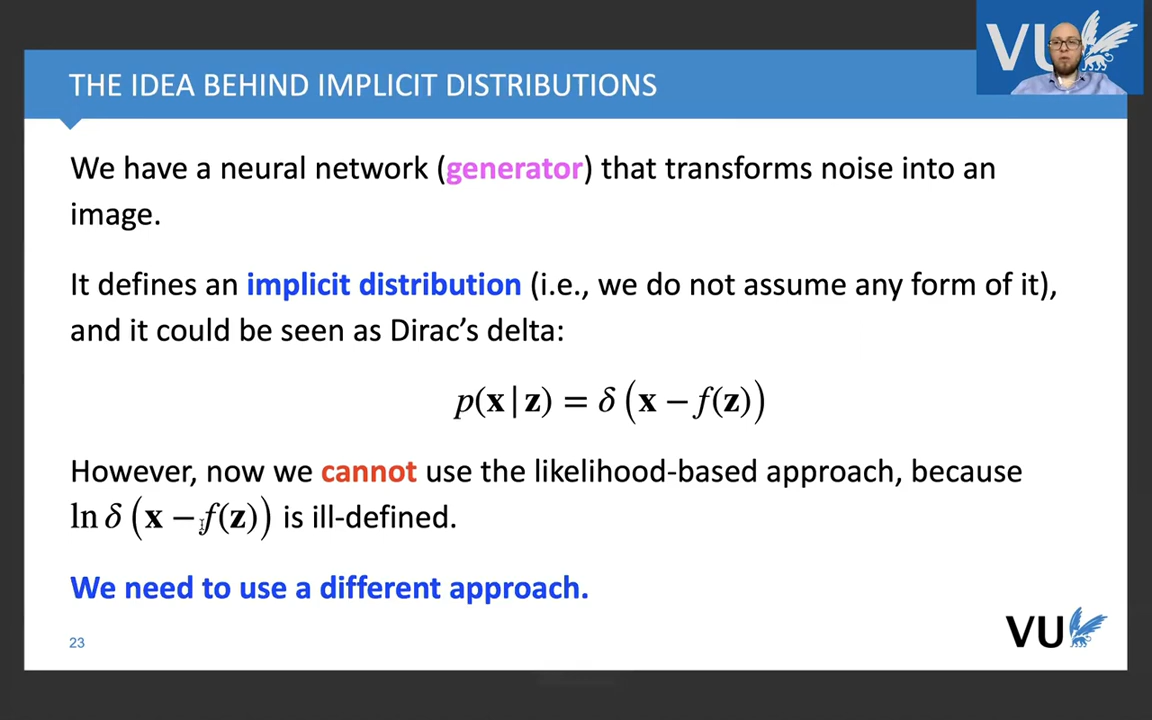 VU
THE IDEA BEHIND IMPLICIT DISTRIBUTIONS
We have a neural network (generator) that transforms noise into an
image.
It defines an implicit distribution (i.e., we do not assume any form of it),
and it could be seen as Dirac’s delta:
p(x|z) = δ (x − f(z))
However, now we cannot use the likelihood-based approach, because
ln δ (x − f(z)) is ill-defined.
We need to use a different approach.
23
VU